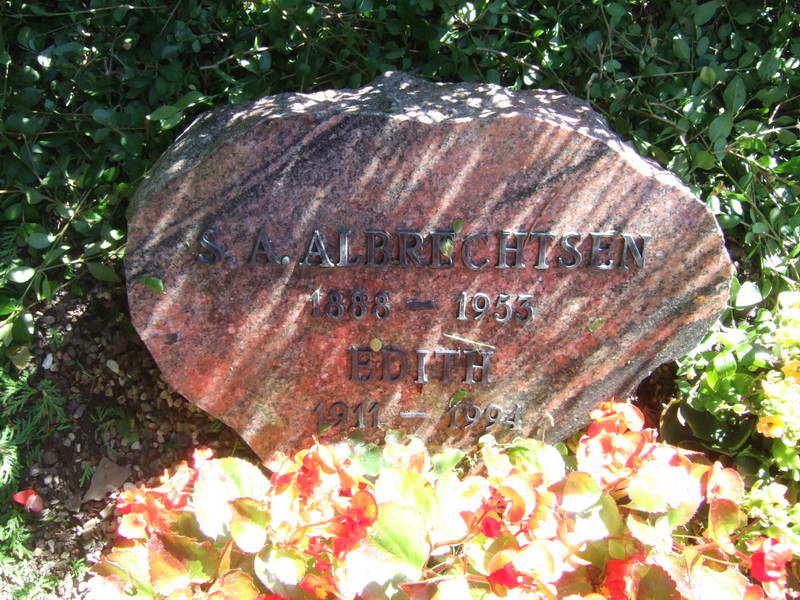 S. A. ALBRECHTSEN
1888 – 1953
EDITH
1911 – 1994